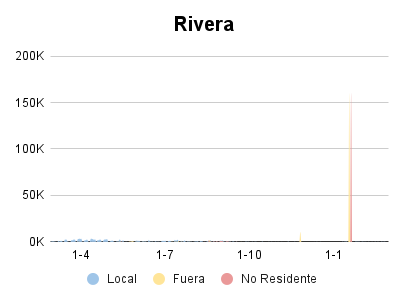 Rivera
200K
150K
100K
50K
0K
1-4 1-7 1-10 1-1
Local Fuera No Residente